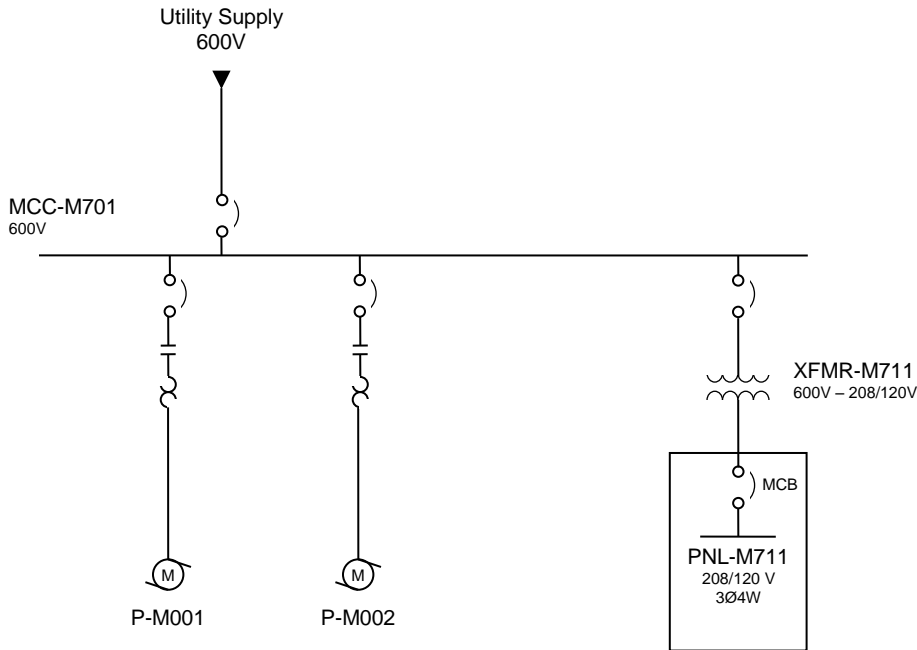 Utility Supply
600V
MCC-M701
600V
XFMR-M711
600V – 208/120V
MCB
PNL-M711
208/120 V
3Ø4W
M
M
P-M001
P-M002